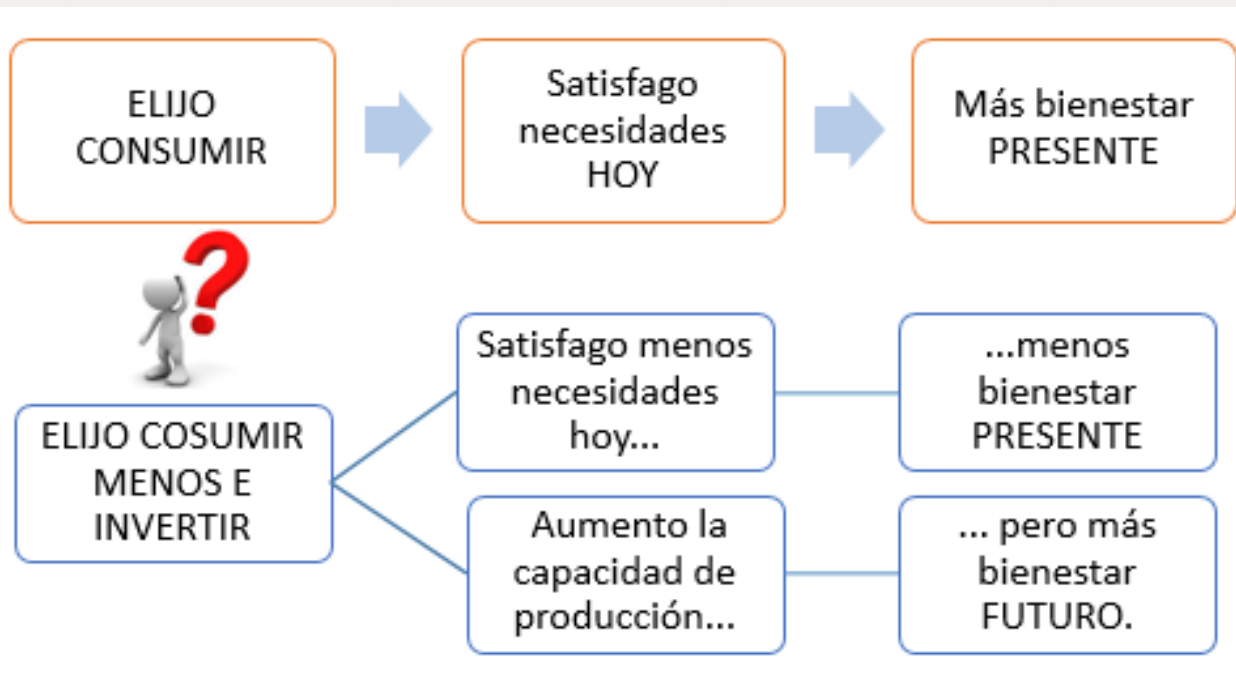 ELIJO
CONSUMIR
Satisfago
necesidades
HOY
Más bienestar
PRESENTE
?
ELIJO COSUMIR
MENOS E
INVERTIR
Satisfago menos
necesidades
hoy...
...menos
bienestar
PRESENTE
Aumento la
capacidad de
producción...
... pero más
bienestar
FUTURO.